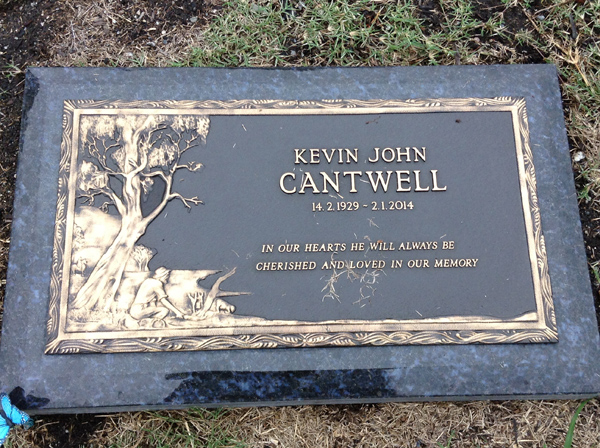 KEVIN JOHN
CANTWELL
14.2.1929 - 2.1.2014
IN OUR HEARTS HE WILL ALWAYS BE
CHERISHED AND LOVED IN OUR MEMORY